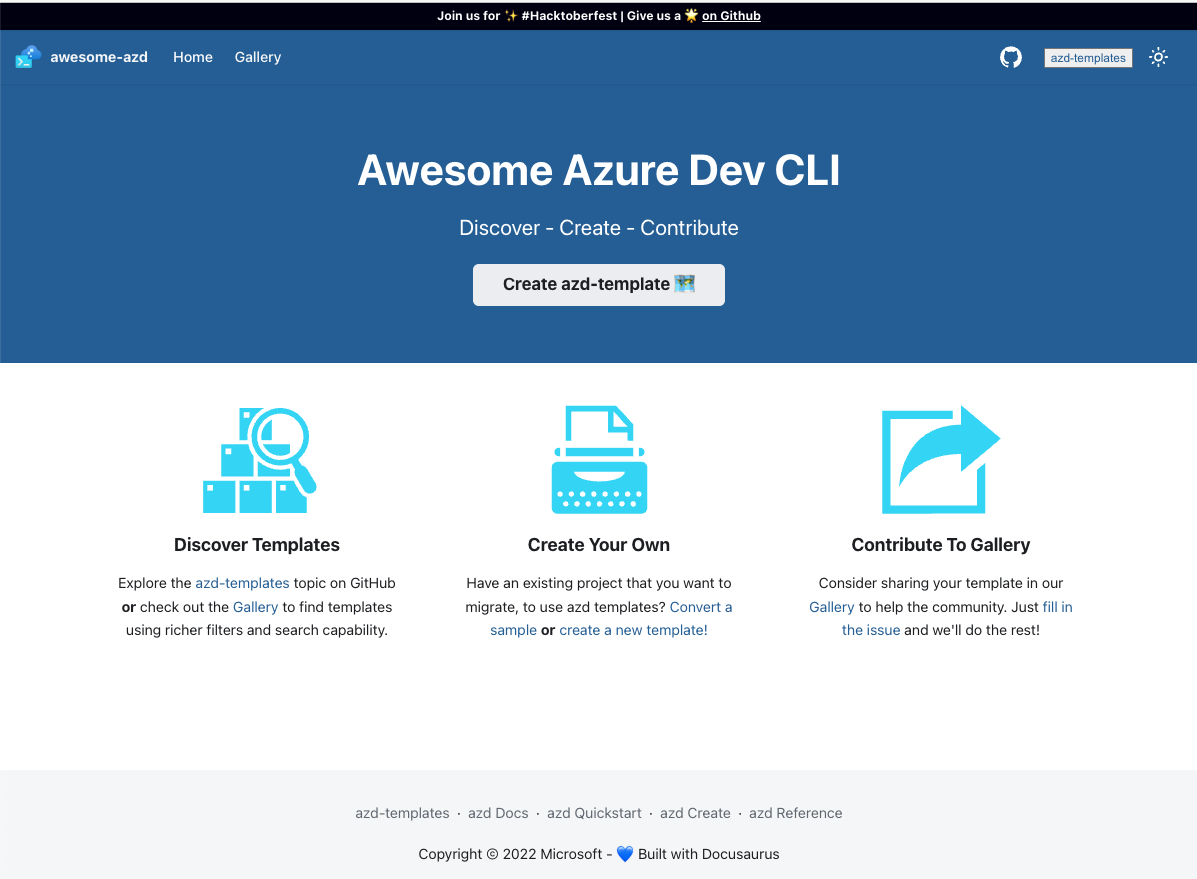 Join us for ✨ #Hacktoberfest | Give us a 🌟 on Github
awesome-azd Home Gallery azd-templates
Awesome Azure Dev CLI
Discover - Create - Contribute
Create azd-template 🗺️
Discover Templates
Explore the azd-templates topic on GitHub
or check out the Gallery to find templates
using richer filters and search capability.
Create Your Own
Have an existing project that you want to
migrate, to use azd templates? Convert a
sample or create a new template!
Contribute To Gallery
Consider sharing your template in our
Gallery to help the community. Just fill in
the issue and we'll do the rest!
azd-templates · azd Docs · azd Quickstart · azd Create · azd Reference
Copyright © 2022 Microsoft - 💙 Built with Docusaurus